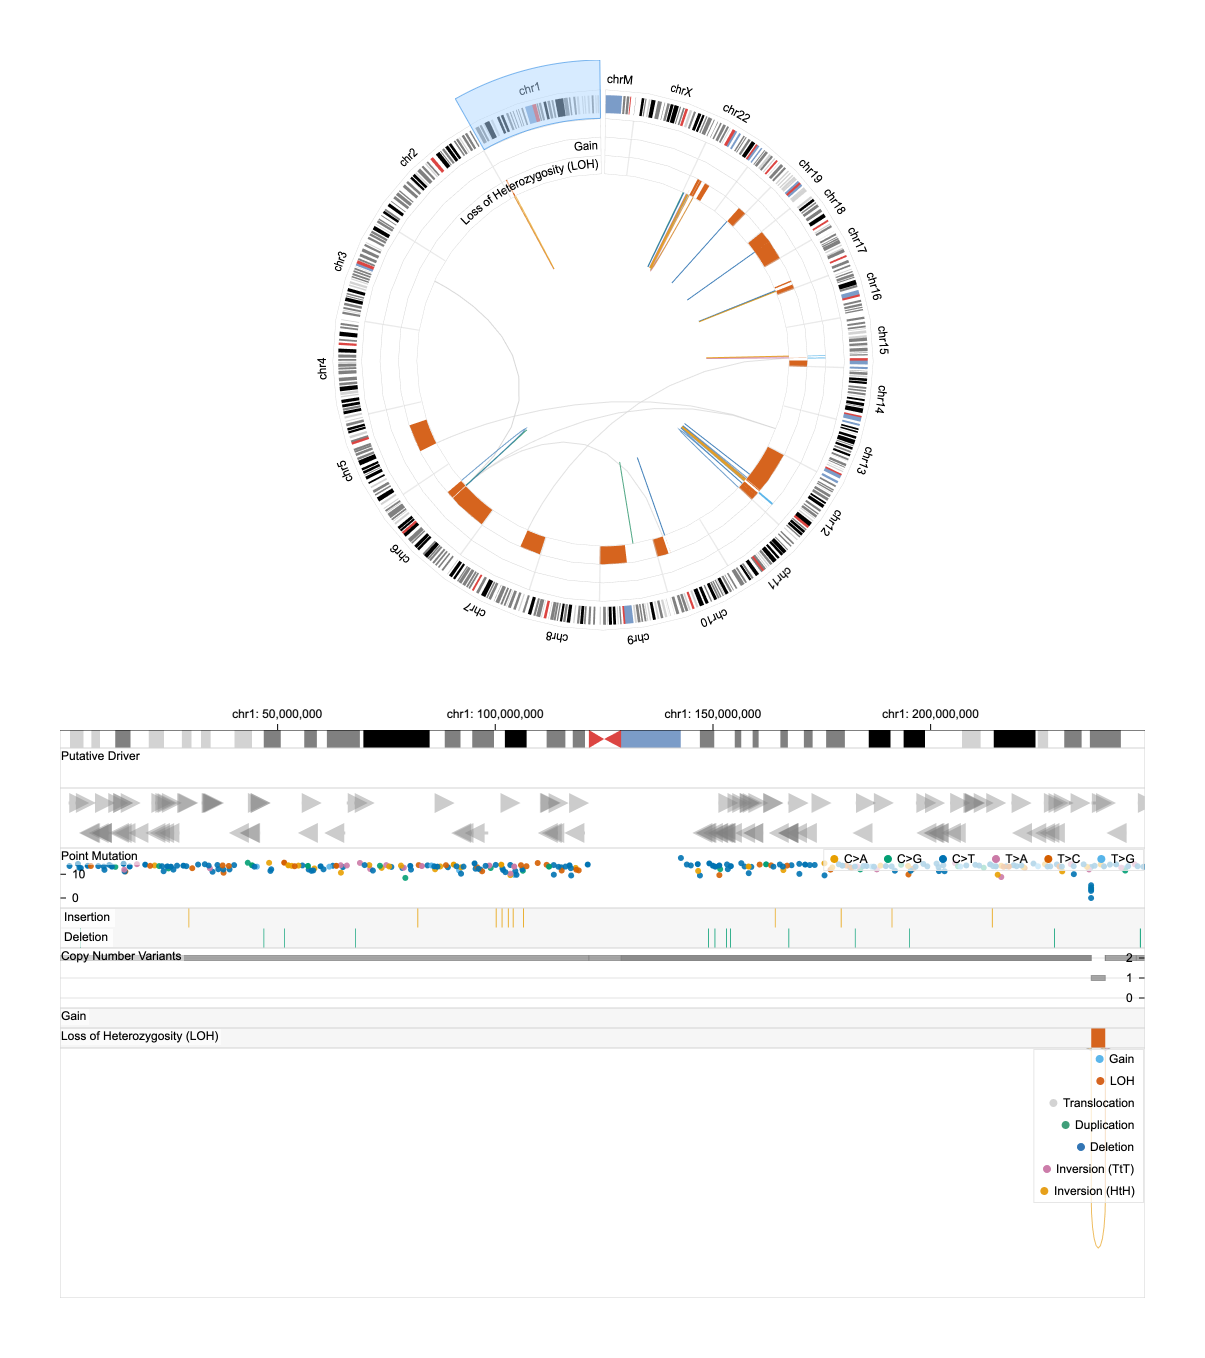 chr1
chrM
chrX
chr22
chr19
chr18
chr17
chr16
chr15
chr14
chr13
chr12
chr11
chr10
chr9
chr8
chr7
chr6
chr5
chr4
chr3
chr2
Gain
Loss of Heterozygosity (LOH)
chr1: 50,000,000 chr1: 100,000,000 chr1: 150,000,000 chr1: 200,000,000
Putative Driver
Point Mutation
C>A C>G C>T T>A T>C T>G
10
0
Insertion
Deletion
Copy Number Variants
2
1
0
Gain
Loss of Heterozygosity (LOH)
Gain
LOH
Translocation
Duplication
Deletion
Inversion (TtT)
Inversion (HtH)